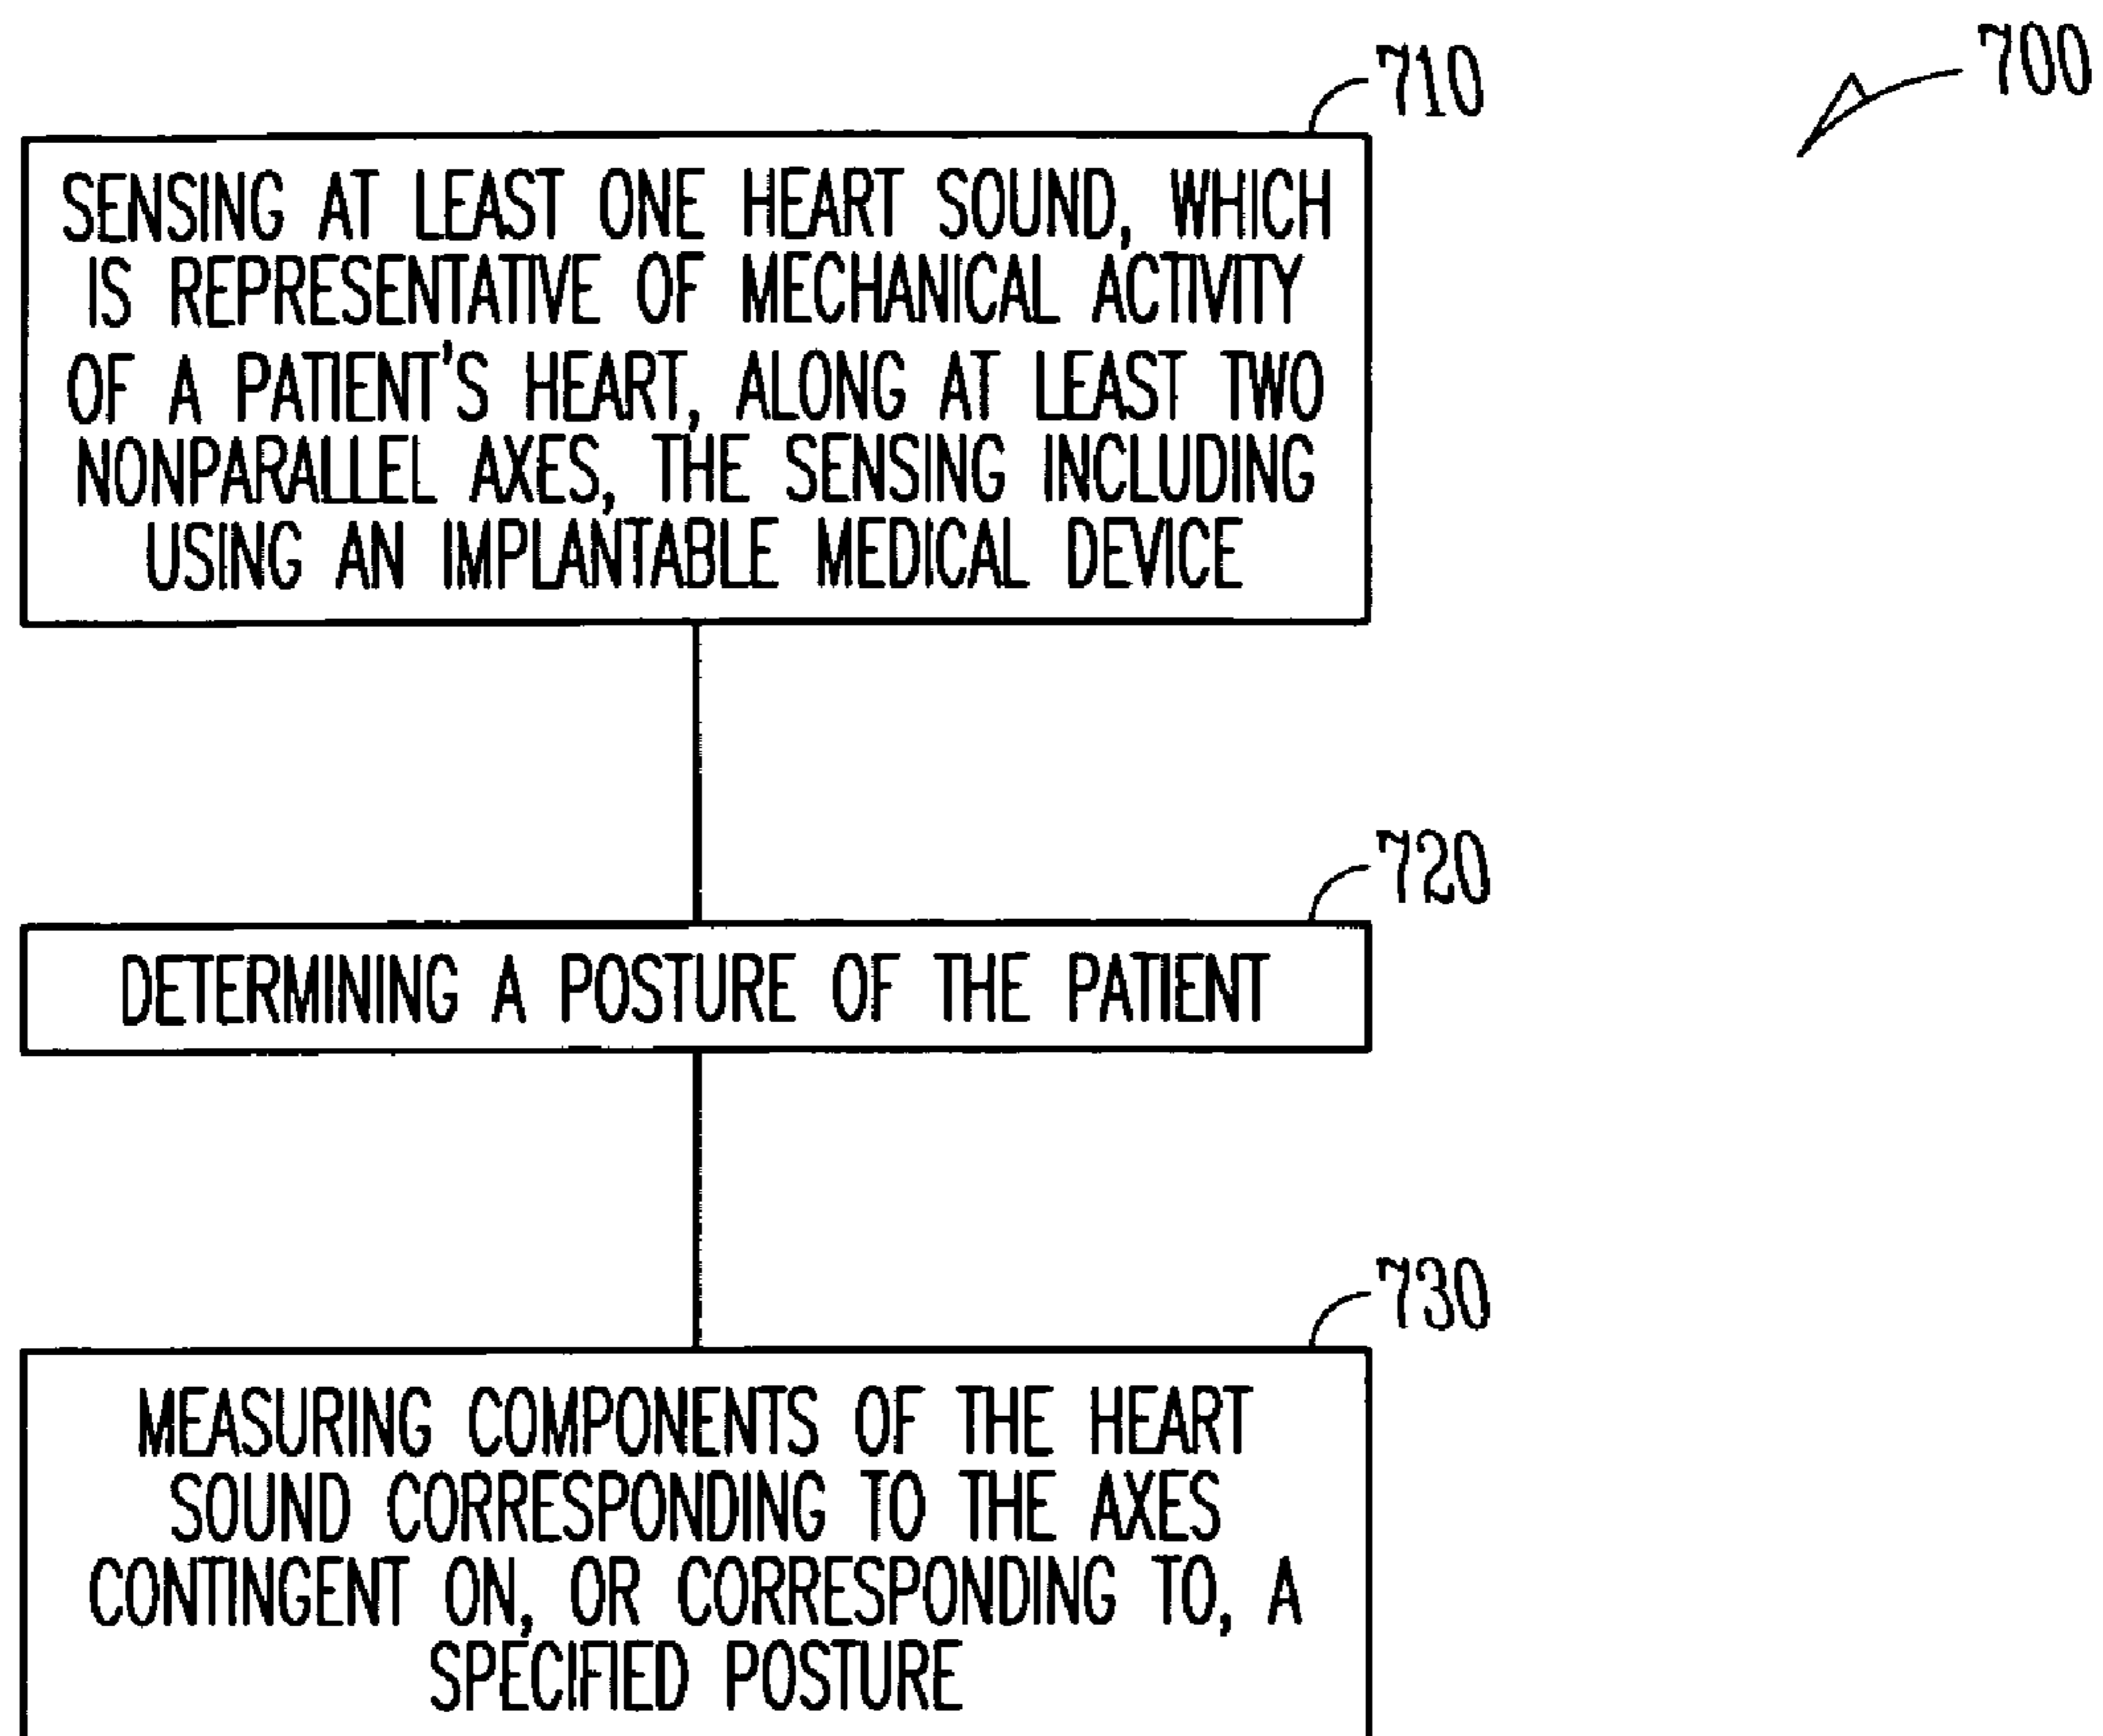 700
710
SENSING AT LEAST ONE HEART SOUND, WHICH
IS REPRESENTATIVE OF MECHANICAL ACTIVITY
OF A PATIENT'S HEART, ALONG AT LEAST TWO
NONPARALLEL AXES, THE SENSING INCLUDING
USING AN IMPLANTABLE MEDICAL DEVICE
720
DETERMINING A POSTURE OF THE PATIENT
730
MEASURING COMPONENTS OF THE HEART
SOUND CORRESPONDING TO THE AXES
CONTINGENT ON, OR CORRESPONDING TO, A
SPECIFIED POSTURE